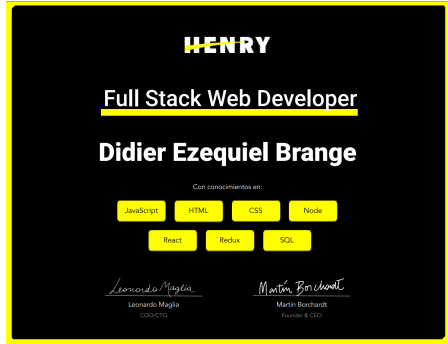 HENRY
Full Stack Web Developer
Didier Ezequiel Brange
Con conocimientos en:
JavaScript HTML CSS Node
React Redux SQL
Leonardo Maglia Martín Borchardt
Leonardo Maglia Martín Borchardt
COO/CTO Founder & CEO